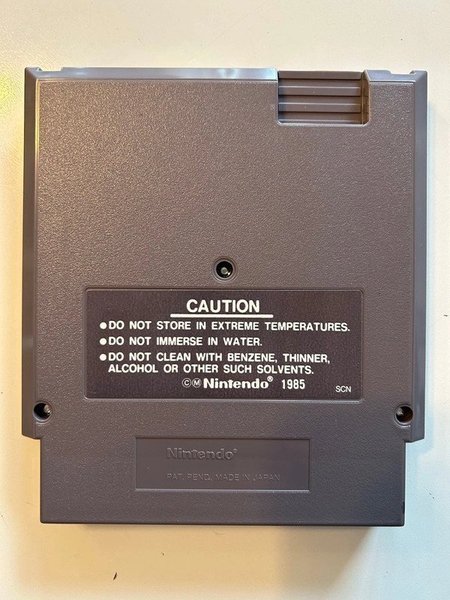 CAUTION
●DO NOT STORE IN EXTREME TEMPERATURES.
●DO NOT IMMERSE IN WATER.
●DO NOT CLEAN WITH BENZENE, THINNER,
ALCOHOL OR OTHER SUCH SOLVENTS.
©Ⓜ Nintendo® 1985 SCN
Nintendo®
PAT. PEND. MADE IN JAPAN